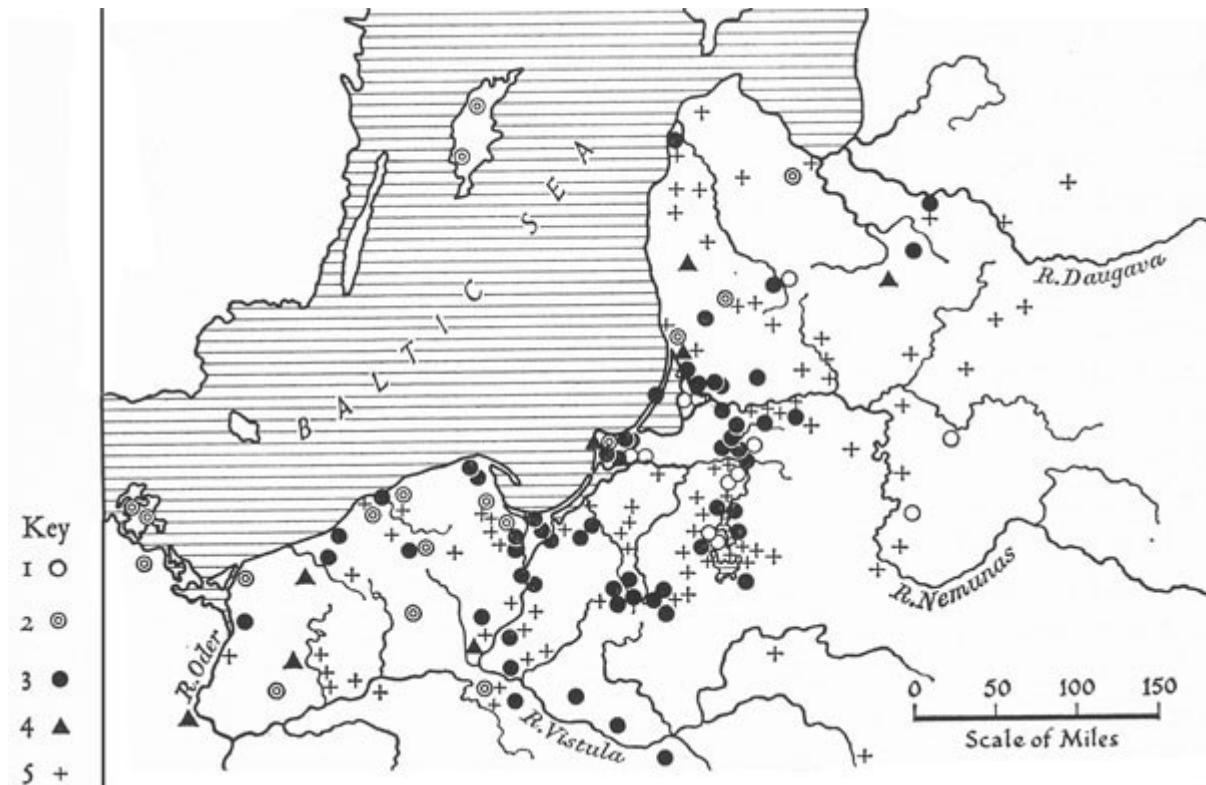 BALTIC SEA
R. Daugava
Key
1
2
3
4
5
R. Oder
R. Vistula
R. Nemunas
0 50 100 150
Scale of Miles